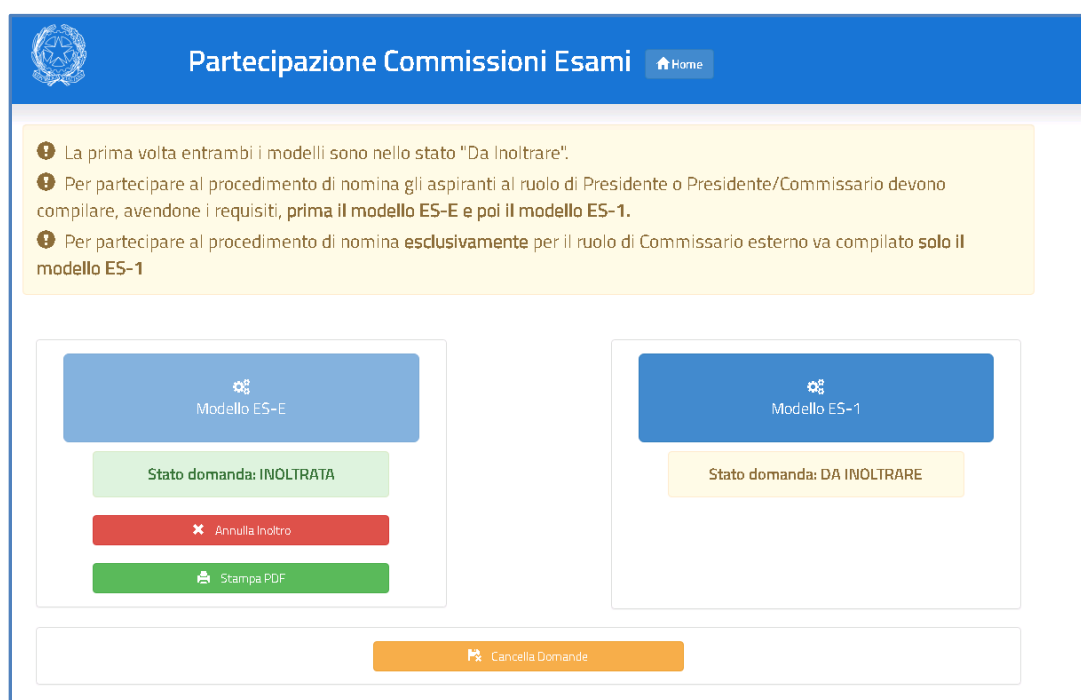 Partecipazione Commissioni Esami
Home
La prima volta entrambi i modelli sono nello stato "Da Inoltrare".
Per partecipare al procedimento di nomina gli aspiranti al ruolo di Presidente o Presidente/Commissario devono
compilare, avendone i requisiti, prima il modello ES-E e poi il modello ES-1.
Per partecipare al procedimento di nomina esclusivamente per il ruolo di Commissario esterno va compilato solo il
modello ES-1
Modello ES-E
Stato domanda: INOLTRATA
Annulla Inoltro
Stampa PDF
Modello ES-1
Stato domanda: DA INOLTRARE
Cancella Domande